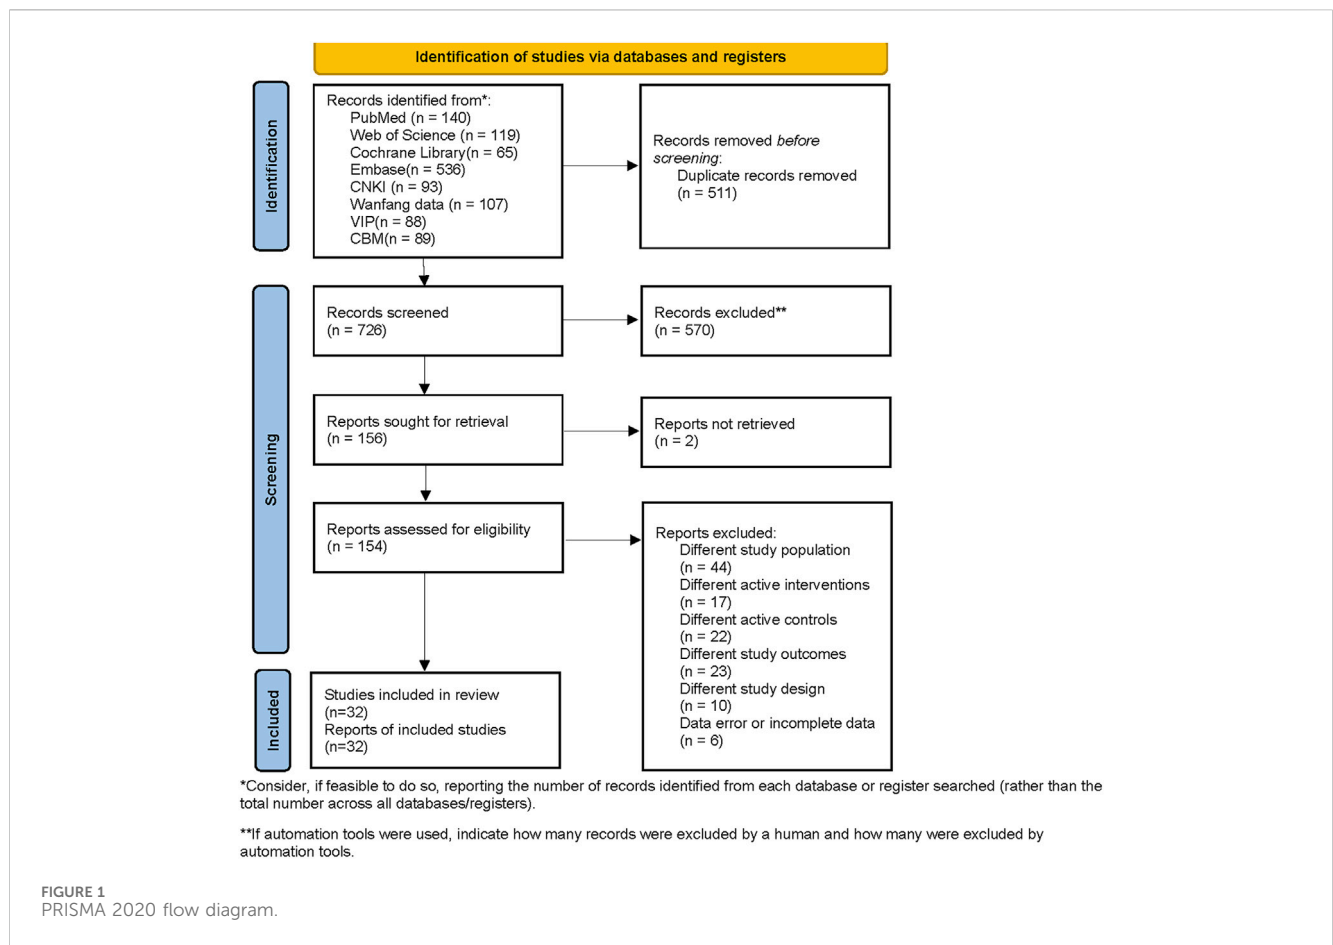 Identification of studies via databases and registers
Identification
Records identified from*:
PubMed (n = 140)
Web of Science (n = 119)
Cochrane Library(n = 65)
Embase(n = 536)
CNKI (n = 93)
Wanfang data (n = 107)
VIP(n = 88)
CBM(n = 89)
Records removed before
screening:
Duplicate records removed
(n = 511)
Screening
Records screened
(n = 726)
Records excluded**
(n = 570)
Reports sought for retrieval
(n = 156)
Reports not retrieved
(n = 2)
Reports assessed for eligibility
(n = 154)
Reports excluded:
Different study population
(n = 44)
Different active interventions
(n = 17)
Different active controls
(n = 22)
Different study outcomes
(n = 23)
Different study design
(n = 10)
Data error or incomplete data
(n = 6)
Included
Studies included in review
(n=32)
Reports of included studies
(n=32)
*Consider, if feasible to do so, reporting the number of records identified from each database or register searched (rather than the
total number across all databases/registers).
**If automation tools were used, indicate how many records were excluded by a human and how many were excluded by
automation tools.
FIGURE 1
PRISMA 2020 flow diagram.